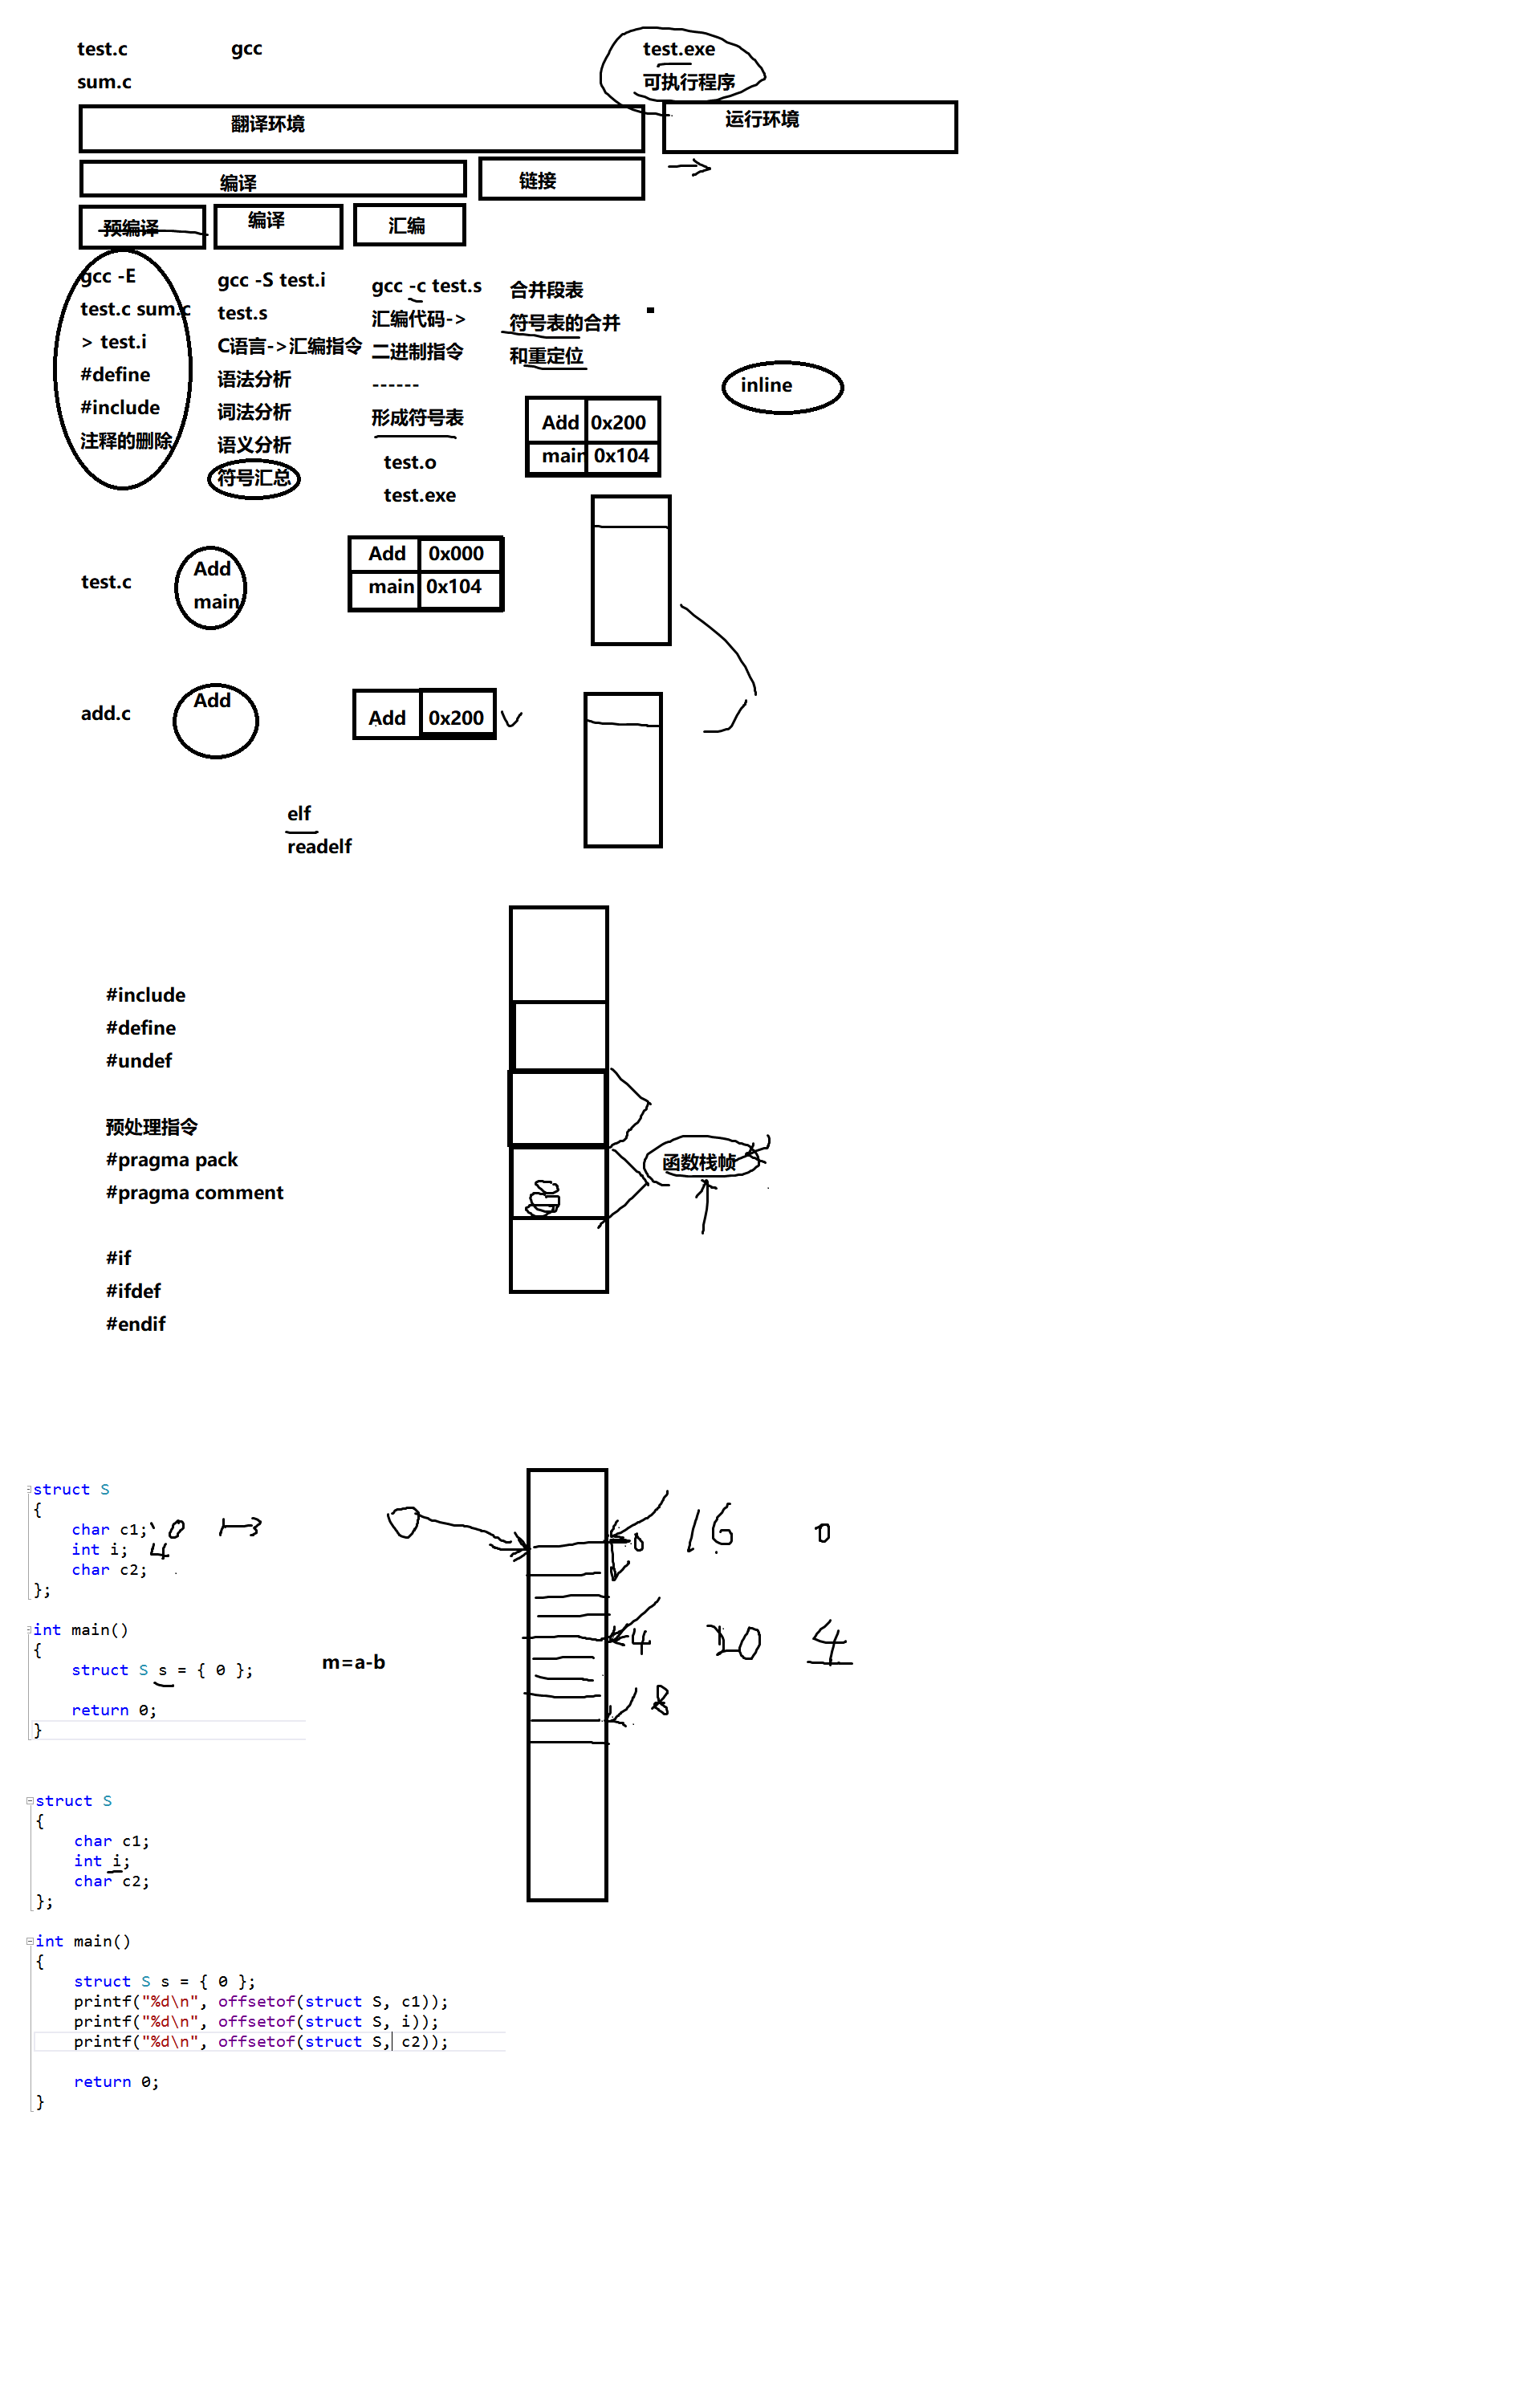 test.c gcc test.exe
sum.c 可执行程序
翻译环境 运行环境
编译 链接
预编译 编译 汇编
gcc -E
test.c sum.c
> test.i
#define
#include
注释的删除
gcc -S test.i
test.s
C语言->汇编指令
语法分析
词法分析
语义分析
符号汇总
gcc -c test.s
汇编代码->
二进制指令
------
形成符号表
test.o
test.exe
合并段表
符号表的合并
和重定位
Add 0x200
main 0x104
inline
test.c
Add
main
Add 0x000
main 0x104
add.c
Add
Add 0x200
elf
readelf
#include
#define
#undef
预处理指令
#pragma pack
#pragma comment
函数栈帧
#if
#ifdef
#endif
struct S
{
char c1; 0
int i; 4
char c2;
};
int main()
{
struct S s = { 0 };
return 0;
}
m=a-b
0 16 0
4 20 4
8
struct S
{
char c1;
int i;
char c2;
};
int main()
{
struct S s = { 0 };
printf("%d\n", offsetof(struct S, c1));
printf("%d\n", offsetof(struct S, i));
printf("%d\n", offsetof(struct S, c2));
return 0;
}